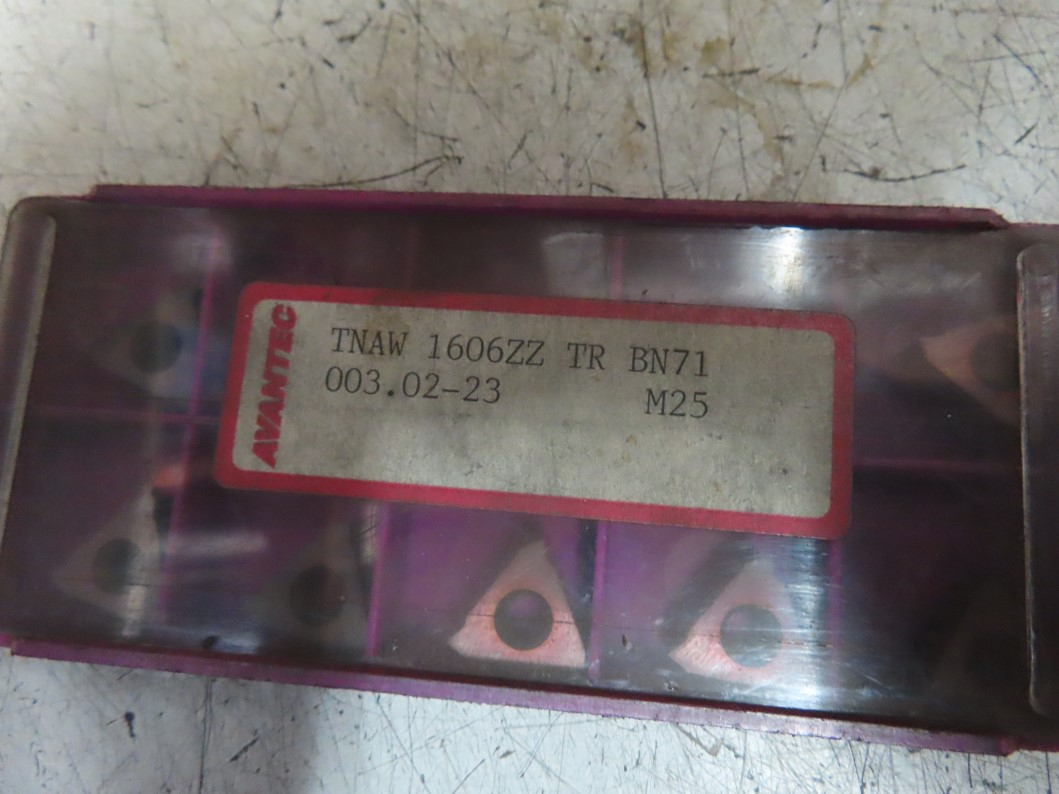 AVANTEC
TNAW 1606ZZ TR BN71
003.02-23 M25